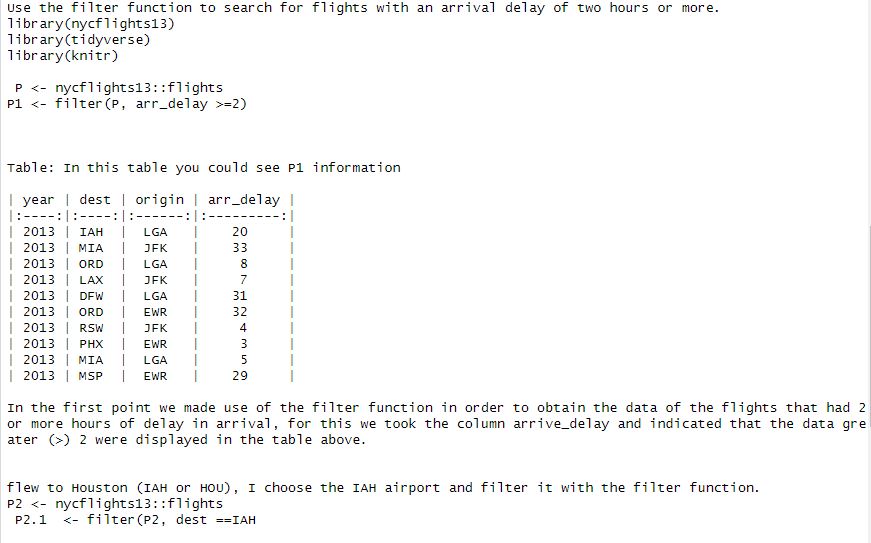 Use the filter function to search for flights with an arrival delay of two hours or more.
library(nycflights13)
library(tidyverse)
library(knitr)
P <- nycflights13::flights
P1 <- filter(P, arr_delay >=2)
Table: In this table you could see P1 information
| year | dest | origin | arr_delay |
|:----:|:----:|:------:|:---------:|
| 2013 | IAH | LGA | 20 |
| 2013 | MIA | JFK | 33 |
| 2013 | ORD | LGA | 8 |
| 2013 | LAX | JFK | 7 |
| 2013 | DFW | LGA | 31 |
| 2013 | ORD | EWR | 32 |
| 2013 | RSW | JFK | 4 |
| 2013 | PHX | EWR | 3 |
| 2013 | MIA | LGA | 5 |
| 2013 | MSP | EWR | 29 |
In the first point we made use of the filter function in order to obtain the data of the flights that had 2
or more hours of delay in arrival, for this we took the column arrive_delay and indicated that the data gre
ater (>) 2 were displayed in the table above.
flew to Houston (IAH or HOU), I choose the IAH airport and filter it with the filter function.
P2 <- nycflights13::flights
P2.1 <- filter(P2, dest ==IAH